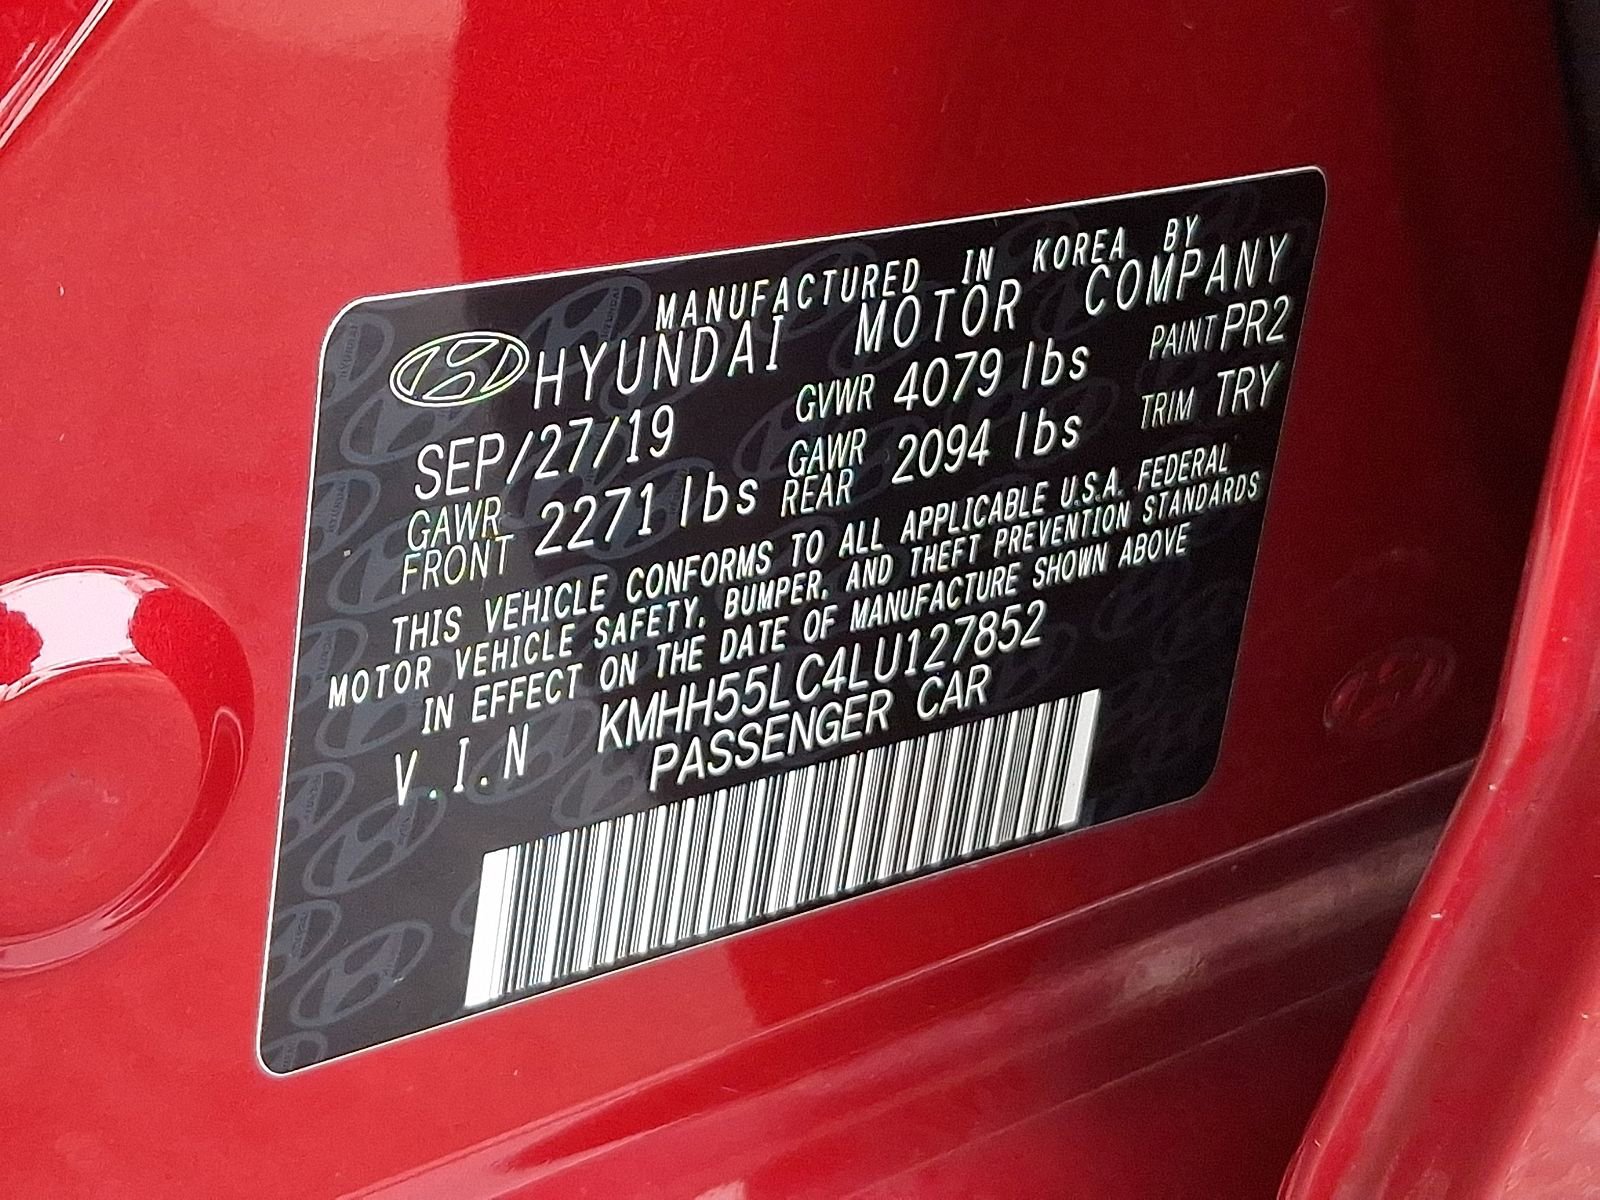 MANUFACTURED IN KOREA BY
HYUNDAI MOTOR COMPANY
SEP/27/19 GVWR 4079 lbs PAINT PR2
GAWR FRONT 2271 lbs GAWR REAR 2094 lbs TRIM TRY
THIS VEHICLE CONFORMS TO ALL APPLICABLE U.S.A. FEDERAL
MOTOR VEHICLE SAFETY, BUMPER, AND THEFT PREVENTION STANDARDS
IN EFFECT ON THE DATE OF MANUFACTURE SHOWN ABOVE
V.I.N KMHH55LC4LU127852
PASSENGER CAR